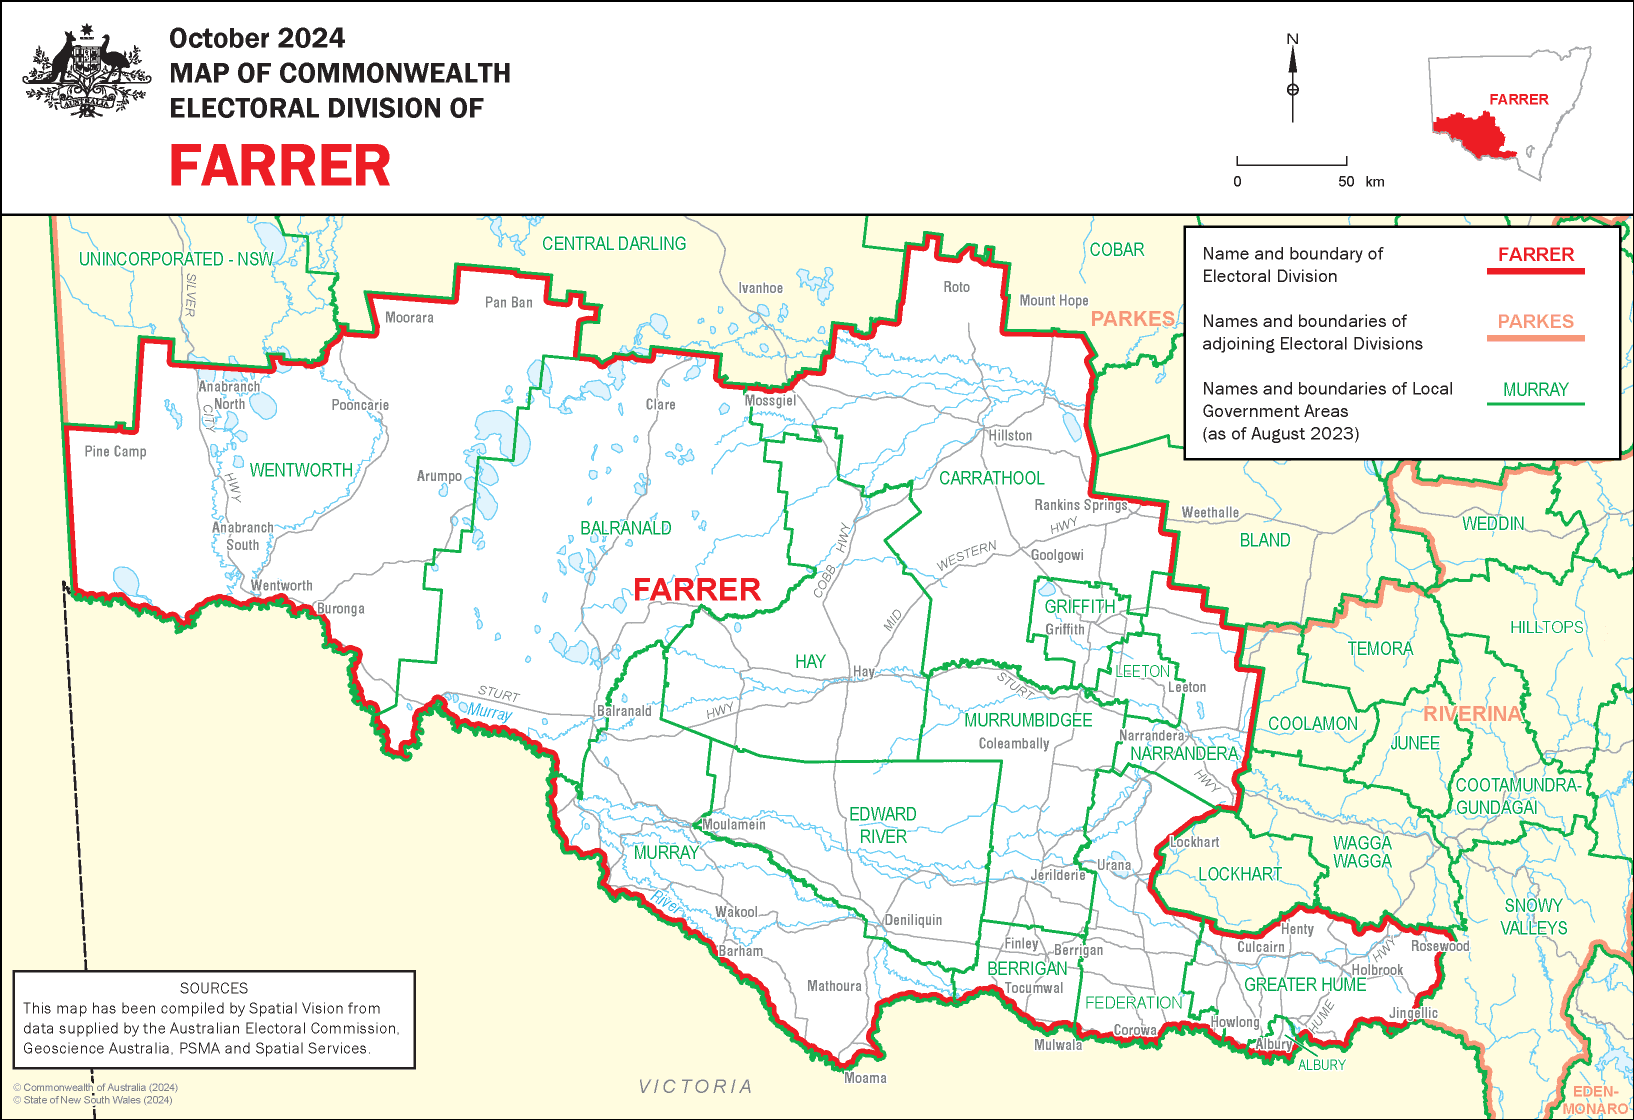 October 2024
MAP OF COMMONWEALTH
ELECTORAL DIVISION OF
FARRER
AUSTRALIA
N
0 50 km
FARRER
Name and boundary of
Electoral Division
FARRER
Names and boundaries of
adjoining Electoral Divisions
PARKES
Names and boundaries of Local
Government Areas
(as of August 2023)
MURRAY
UNINCORPORATED - NSW
CENTRAL DARLING
COBAR
SILVER
CITY
HWY
Ivanhoe
Roto
Mount Hope
PARKES
Pan Ban
Moorara
Anabranch
North
Pooncarie
Clare
Mossgiel
Pine Camp
WENTWORTH
Arumpo
Hillston
CARRATHOOL
Rankins Springs
Weethalle
WEDDIN
BLAND
Anabranch
South
BALRANALD
COBB
HWY
WESTERN
HWY
MID
Goolgowi
Wentworth
Buronga
FARRER
GRIFFITH
Griffith
HILLTOPS
TEMORA
HAY
Hay
LEETON
Leeton
STURT
HWY
Murray
Balranald
STURT
HWY
MURRUMBIDGEE
Coleambally
Narrandera
NARRANDERA
COOLAMON
RIVERINA
JUNEE
COOTAMUNDRA-
GUNDAGAI
EDWARD
RIVER
Moulamein
MURRAY
Lockhart
LOCKHART
WAGGA
WAGGA
Urana
Jerilderie
River
Wakool
Deniliquin
Barham
Finley
Berrigan
BERRIGAN
Tocumwal
Mathoura
FEDERATION
Henty
Culcairn
HWY
Rosewood
Holbrook
GREATER HUME
HUME
Jingellic
SNOWY
VALLEYS
Howlong
Corowa
Mulwala
Albury
ALBURY
Moama
VICTORIA
EDEN-
MONARO
SOURCES
This map has been compiled by Spatial Vision from
data supplied by the Australian Electoral Commission,
Geoscience Australia, PSMA and Spatial Services.
© Commonwealth of Australia (2024)
© State of New South Wales (2024)